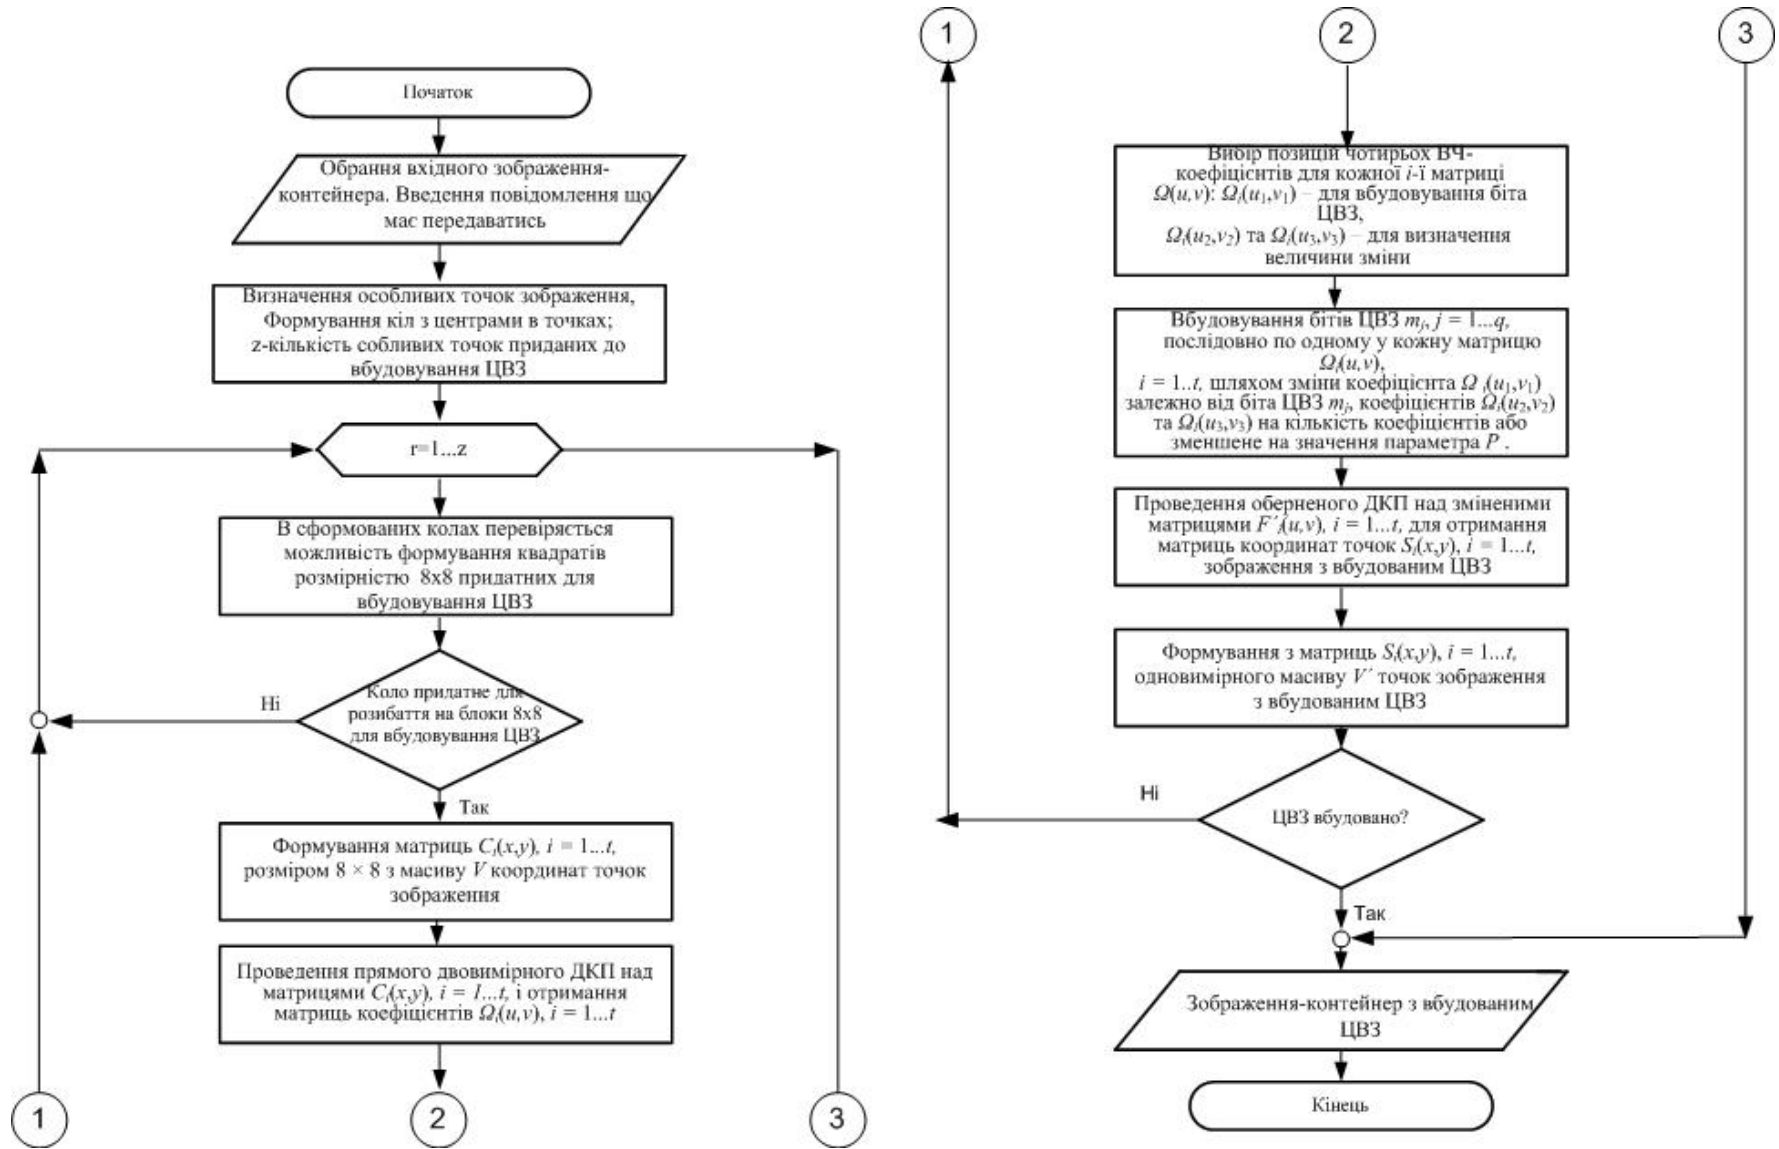 Початок
Обрання вхідного зображення-
контейнера. Введення повідомлення що
має передаватись
Визначення особливих точок зображення,
Формування кіл з центрами в точках;
z-кількість собливих точок приданих до
вбудовування ЦВЗ
r=1...z
В сформованих колах перевіряється
можливість формування квадратів
розмірністю 8x8 придатних для
вбудовування ЦВЗ
Ні
Коло придатне для
розибаття на блоки 8x8
для вбудовування ЦВЗ
Так
Формування матриць Cᵢ(x,y), i = 1...t,
розміром 8 × 8 з масиву V координат точок
зображення
Проведення прямого двовимірного ДКП над
матрицями Cᵢ(x,y), i = 1...t, і отримання
матриць коефіцієнтів Ωᵢ(u,v), i = 1...t
1
2
3
1
2
3
Вибір позицій чотирьох ВЧ-
коефіцієнтів для кожної i-ї матриці
Ω(u,v): Ωᵢ(u₁,v₁) – для вбудовування біта
ЦВЗ,
Ωᵢ(u₂,v₂) та Ωᵢ(u₃,v₃) – для визначення
величини зміни
Вбудовування бітів ЦВЗ mⱼ, j = 1...q,
послідовно по одному у кожну матрицю
Ωᵢ(u,v),
i = 1..t, шляхом зміни коефіцієнта Ω ᵢ(u₁,v₁)
залежно від біта ЦВЗ mⱼ, коефіцієнтів Ωᵢ(u₂,v₂)
та Ωᵢ(u₃,v₃) на кількість коефіцієнтів або
зменшене на значення параметра P .
Проведення оберненого ДКП над зміненими
матрицями F´ᵢ(u,v), i = 1...t, для отримання
матриць координат точок Sᵢ(x,y), i = 1...t,
зображення з вбудованим ЦВЗ
Формування з матриць Sᵢ(x,y), i = 1...t,
одновимірного масиву V´ точок зображення
з вбудованим ЦВЗ
Ні
ЦВЗ вбудовано?
Так
Зображення-контейнер з вбудованим
ЦВЗ
Кінець